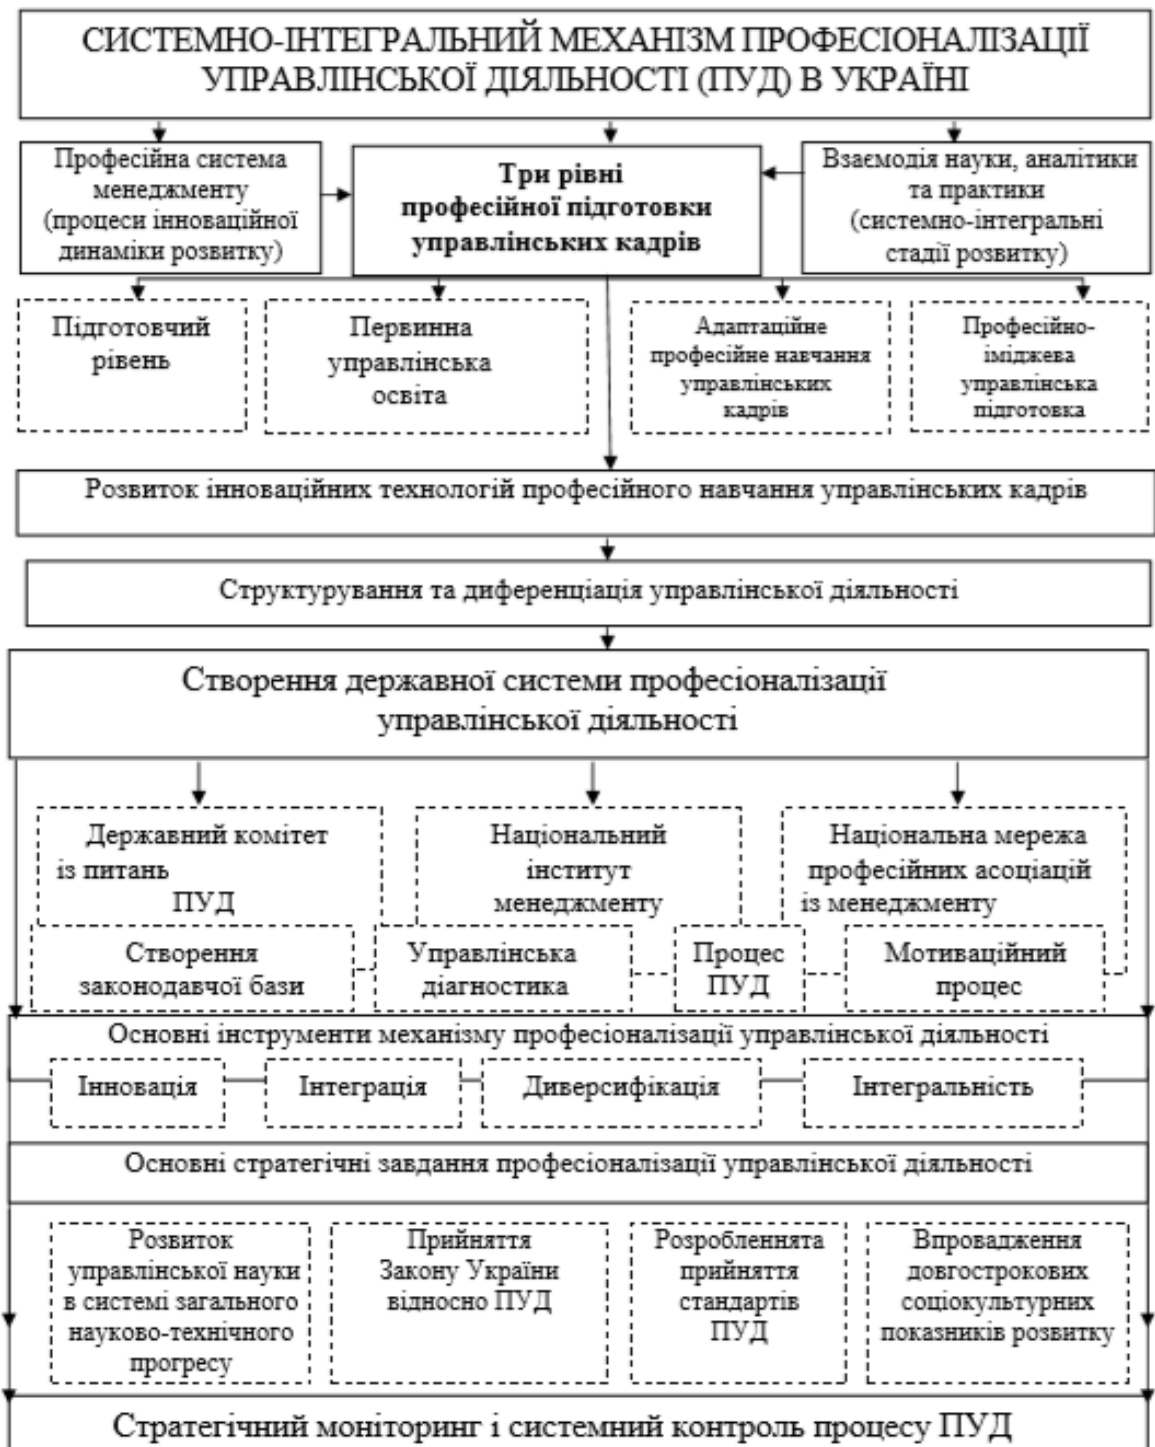 СИСТЕМНО-ІНТЕГРАЛЬНИЙ МЕХАНІЗМ ПРОФЕСІОНАЛІЗАЦІЇ
УПРАВЛІНСЬКОЇ ДІЯЛЬНОСТІ (ПУД) В УКРАЇНІ
Професійна система
менеджменту
(процеси інноваційної
динаміки розвитку)
Три рівні
професійної підготовки
управлінських кадрів
Взаємодія науки, аналітики
та практики
(системно-інтегральні
стадії розвитку)
Підготовчий
рівень
Первинна
управлінська
освіта
Адаптаційне
професійне навчання
управлінських
кадрів
Професійно-
іміджева
управлінська
підготовка
Розвиток інноваційних технологій професійного навчання управлінських кадрів
Структурування та диференціація управлінської діяльності
Створення державної системи професіоналізації
управлінської діяльності
Державний комітет
із питань
ПУД
Національний
інститут
менеджменту
Національна мережа
професійних асоціацій
із менеджменту
Створення
законодавчої бази
Управлінська
діагностика
Процес
ПУД
Мотиваційний
процес
Основні інструменти механізму професіоналізації управлінської діяльності
Інновація
Інтеграція
Диверсифікація
Інтегральність
Основні стратегічні завдання професіоналізації управлінської діяльності
Розвиток
управлінської науки
в системі загального
науково-технічного
прогресу
Прийняття
Закону України
відносно ПУД
Розробленнята
прийняття
стандартів
ПУД
Впровадження
довгострокових
соціокультурних
показників розвитку
Стратегічний моніторинг і системний контроль процесу ПУД